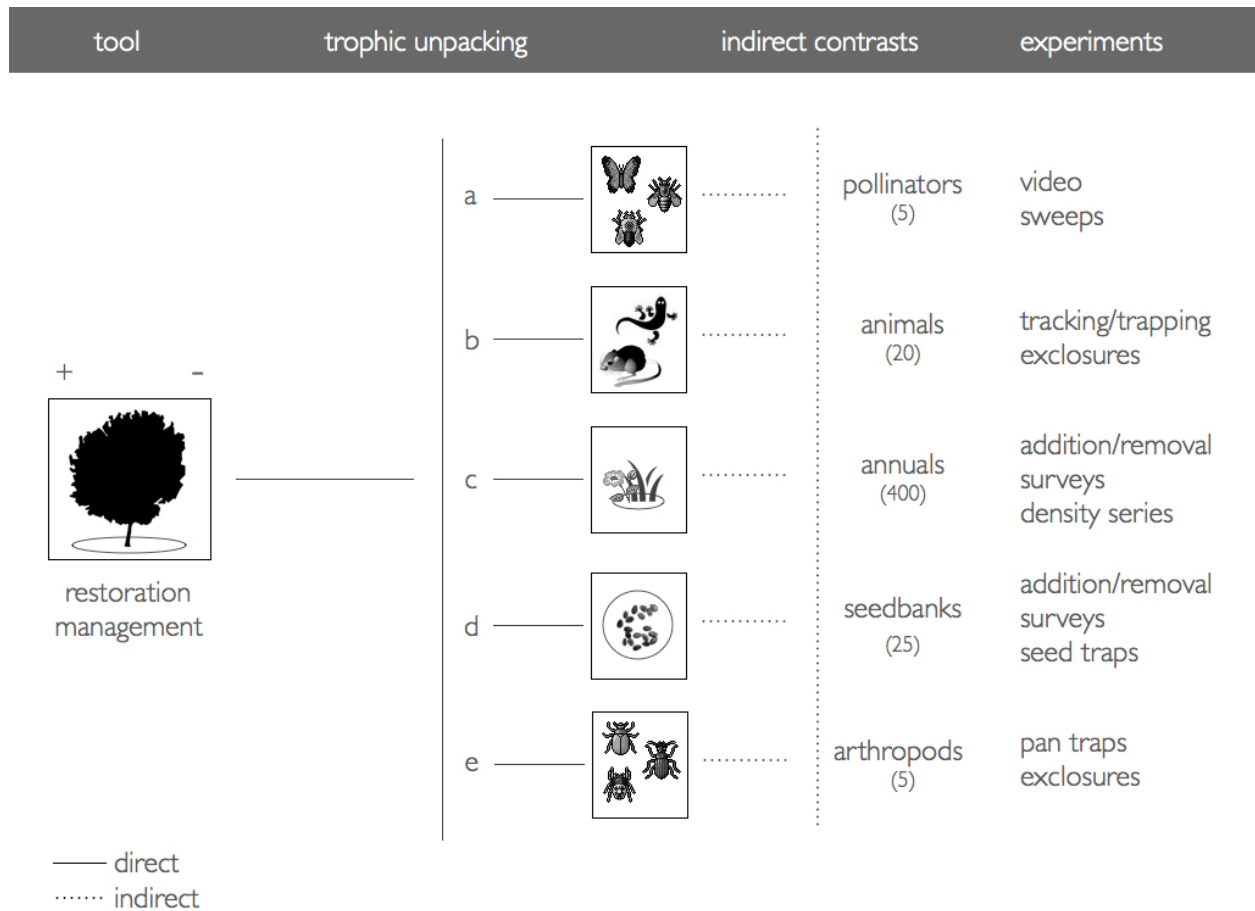 tool
trophic unpacking
indirect contrasts
experiments
+
-
restoration
management
a
pollinators
(5)
video
sweeps
b
animals
(20)
tracking/trapping
exclosures
c
annuals
(400)
addition/removal
surveys
density series
d
seedbanks
(25)
addition/removal
surveys
seed traps
e
arthropods
(5)
pan traps
exclosures
direct
indirect